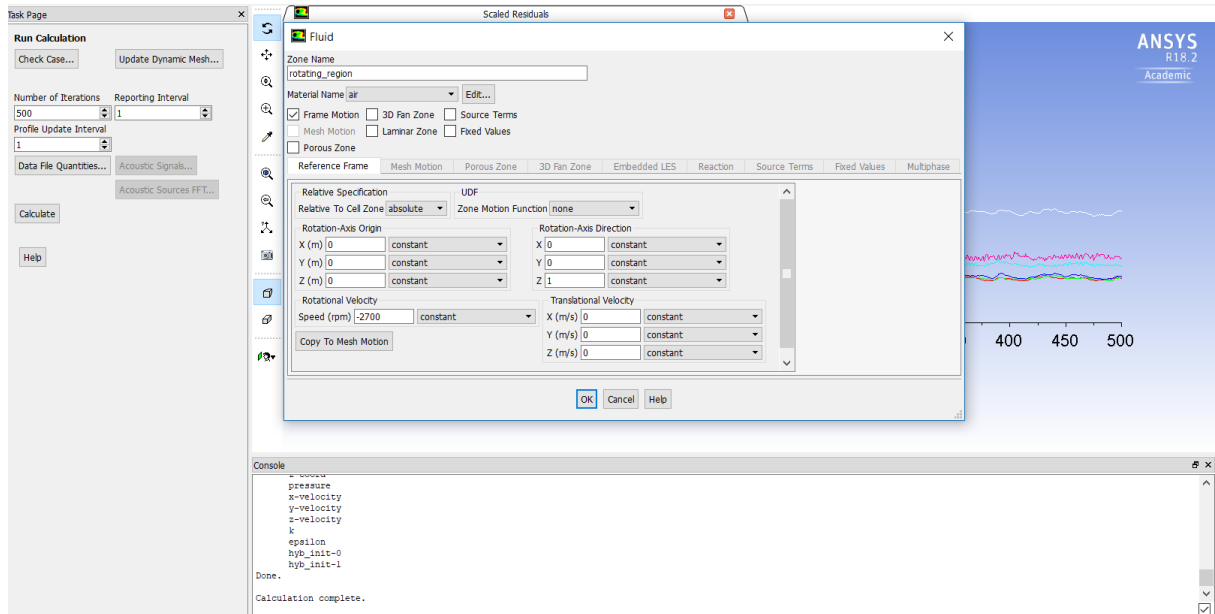 Task Page
Run Calculation
Check Case... Update Dynamic Mesh...
Number of Iterations Reporting Interval
500 1
Profile Update Interval
1
Data File Quantities... Acoustic Signals...
Acoustic Sources FFT...
Calculate
Help
Scaled Residuals
Fluid
Zone Name
rotating_region
Material Name air Edit...
Frame Motion 3D Fan Zone Source Terms
Mesh Motion Laminar Zone Fixed Values
Porous Zone
Reference Frame Mesh Motion Porous Zone 3D Fan Zone Embedded LES Reaction Source Terms Fixed Values Multiphase
Relative Specification UDF
Relative To Cell Zone absolute Zone Motion Function none
Rotation-Axis Origin Rotation-Axis Direction
X (m) 0 constant X 0 constant
Y (m) 0 constant Y 0 constant
Z (m) 0 constant Z 1 constant
Rotational Velocity Translational Velocity
Speed (rpm) -2700 constant X (m/s) 0 constant
Copy To Mesh Motion Y (m/s) 0 constant
Z (m/s) 0 constant
OK Cancel Help
ANSYS
R18.2
Academic
400 450 500
Console
pressure
x-velocity
y-velocity
z-velocity
k
epsilon
hyb_init-0
hyb_init-1
Done.
Calculation complete.